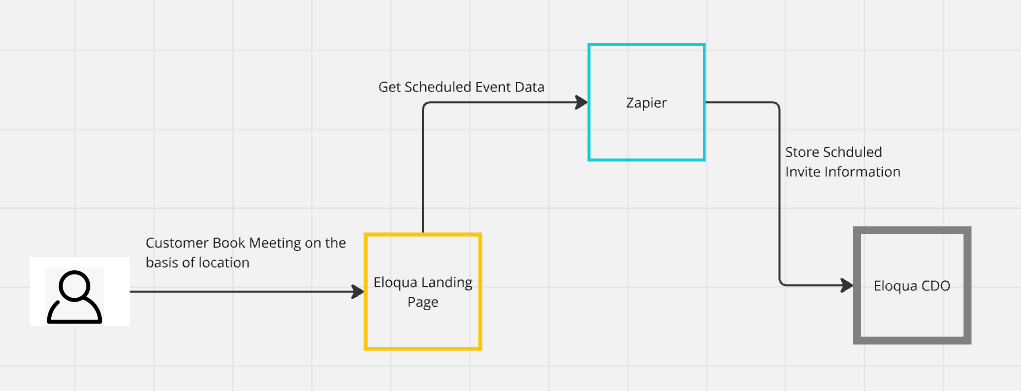 Get Scheduled Event Data
Zapier
Store Schduled
Invite Information
Customer Book Meeting on the
basis of location
Eloqua Landing
Page
Eloqua CDO